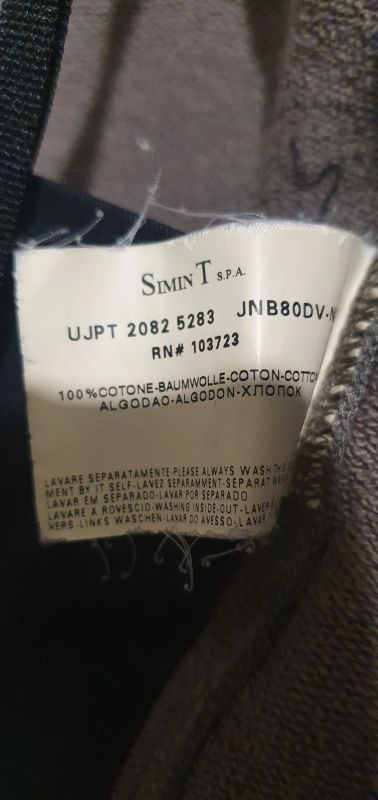 SIMIN T S.P.A.
UJPT 2082 5283 JNB80DV-
RN# 103723
100%COTONE-BAUMWOLLE-COTON-COTTON
ALGODAO-ALGODON-ХЛОПОК
LAVARE SEPARATAMENTE-PLEASE ALWAYS WASH THIS
MENT BY IT SELF-LAVEZ SEPARAMMENT-SEPARAT
LAVAR EM SEPARADO-LAVAR POR SEPARADO
LAVARE A ROVESCIO-WASHING INSIDE-OUT-LAVER
VERS-LINKS WASCHEN-LAVAR DO AVESSO-LAVAR